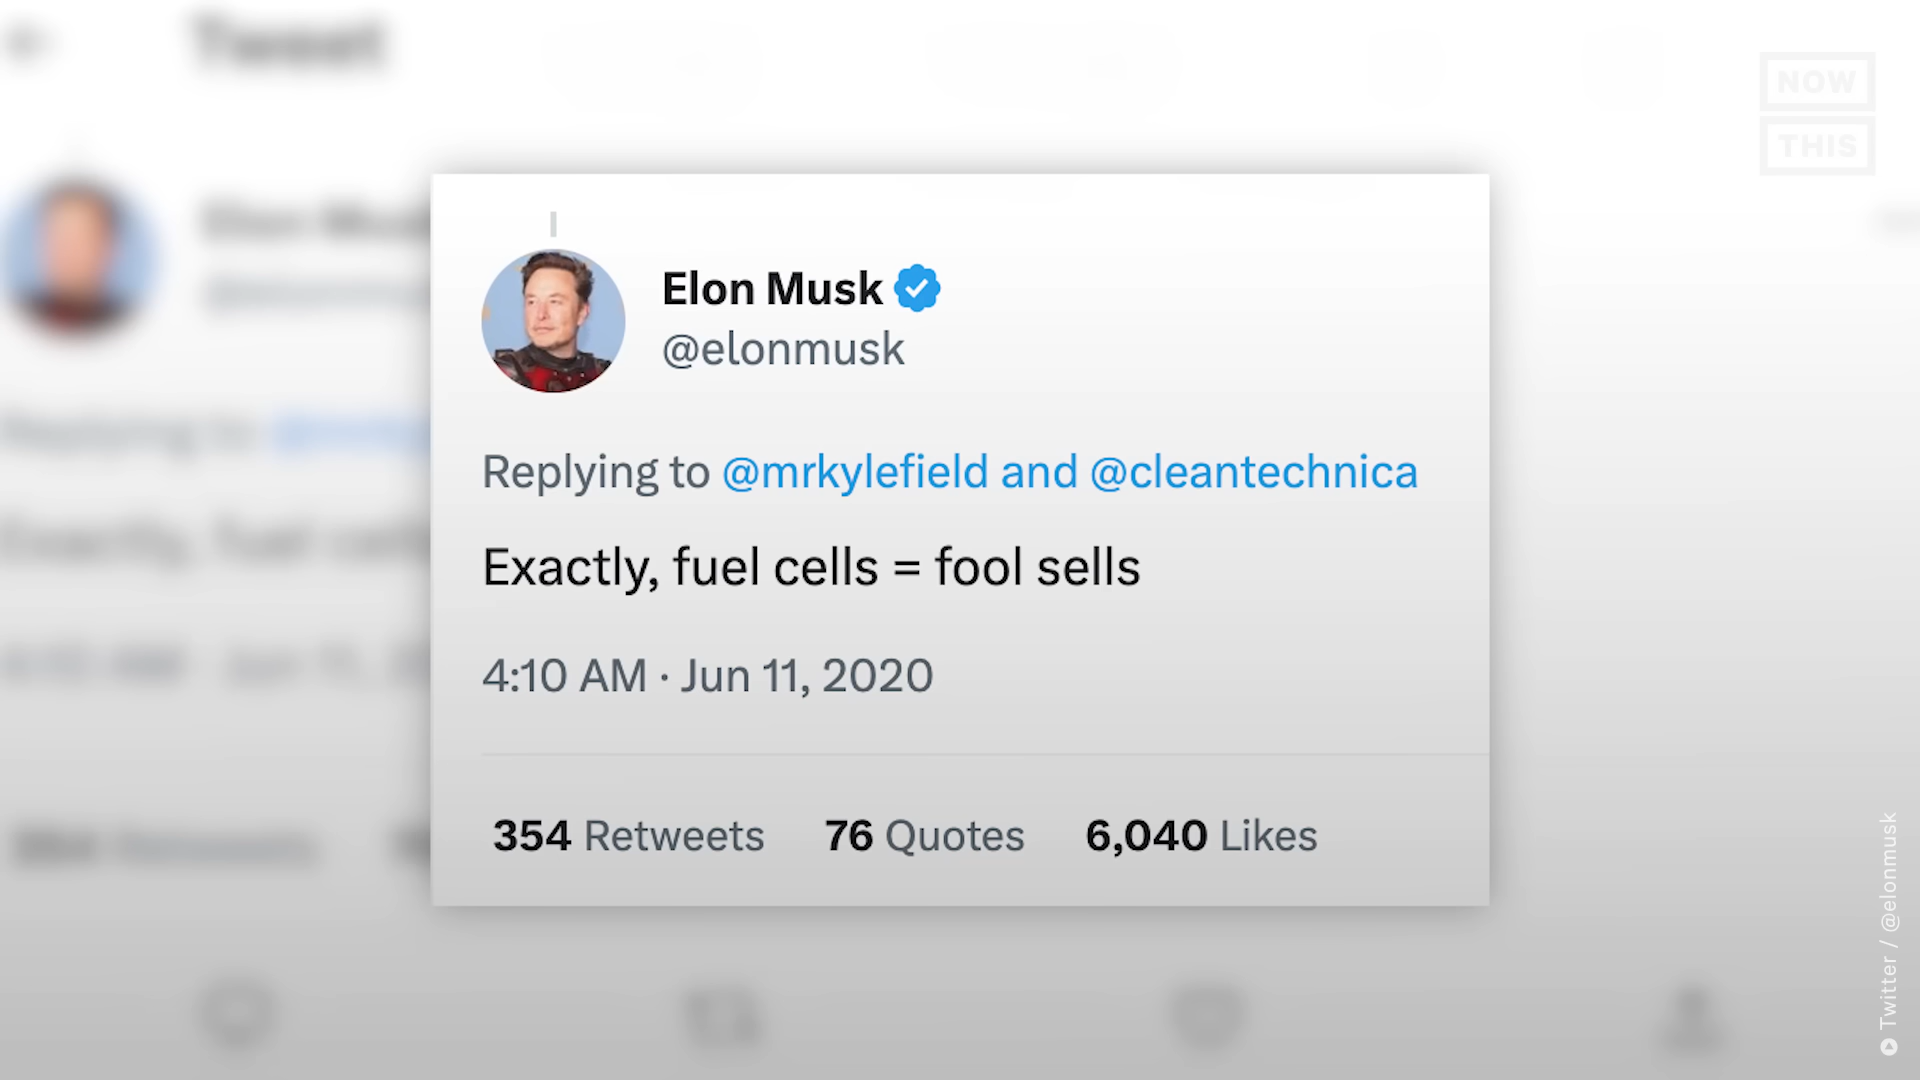 Tweet
NOW
THIS
Elon Musk
@elonmusk
Replying to @mrkylefield and @cleantechnica
Exactly, fuel cells = fool sells
4:10 AM · Jun 11, 2020
354 Retweets 76 Quotes 6,040 Likes
Twitter / @elonmusk